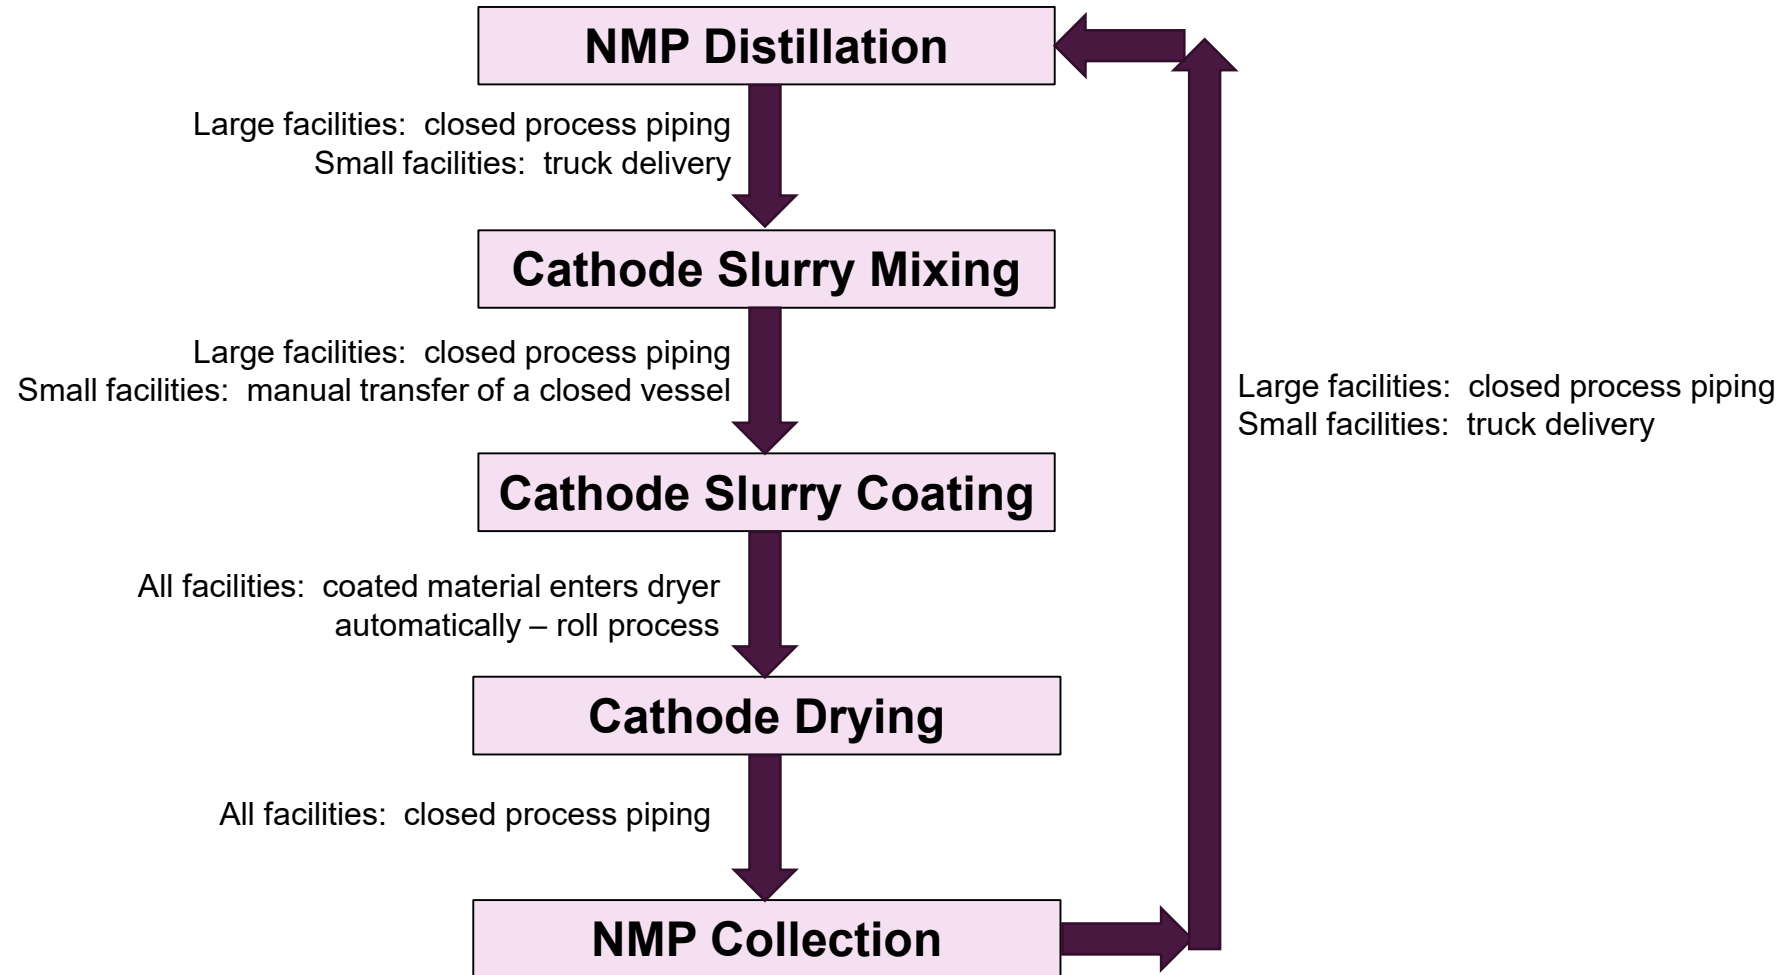 NMP Distillation
Large facilities:  closed process piping
Small facilities:  truck delivery
Cathode Slurry Mixing
Large facilities:  closed process piping
Small facilities:  manual transfer of a closed vessel
Large facilities:  closed process piping
Small facilities:  truck delivery
Cathode Slurry Coating
All facilities:  coated material enters dryer
automatically – roll process
Cathode Drying
All facilities:  closed process piping
NMP Collection